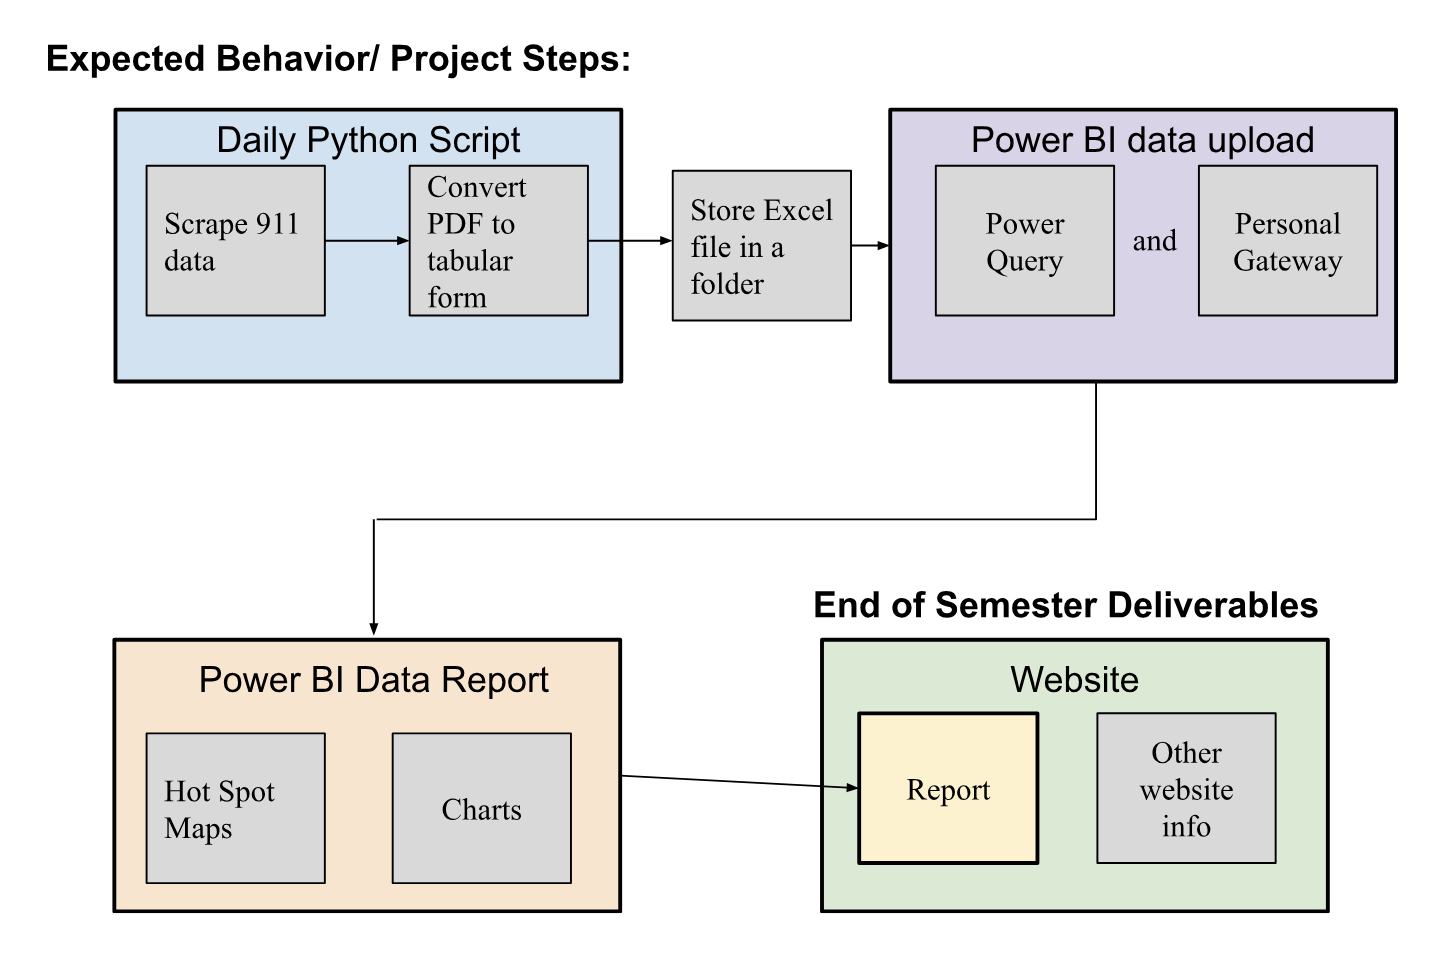 Expected Behavior/ Project Steps:
Daily Python Script
Scrape 911
data
Convert
PDF to
tabular
form
Store Excel
file in a
folder
Power BI data upload
Power
Query
and
Personal
Gateway
Power BI Data Report
Hot Spot
Maps
Charts
End of Semester Deliverables
Website
Report
Other
website
info